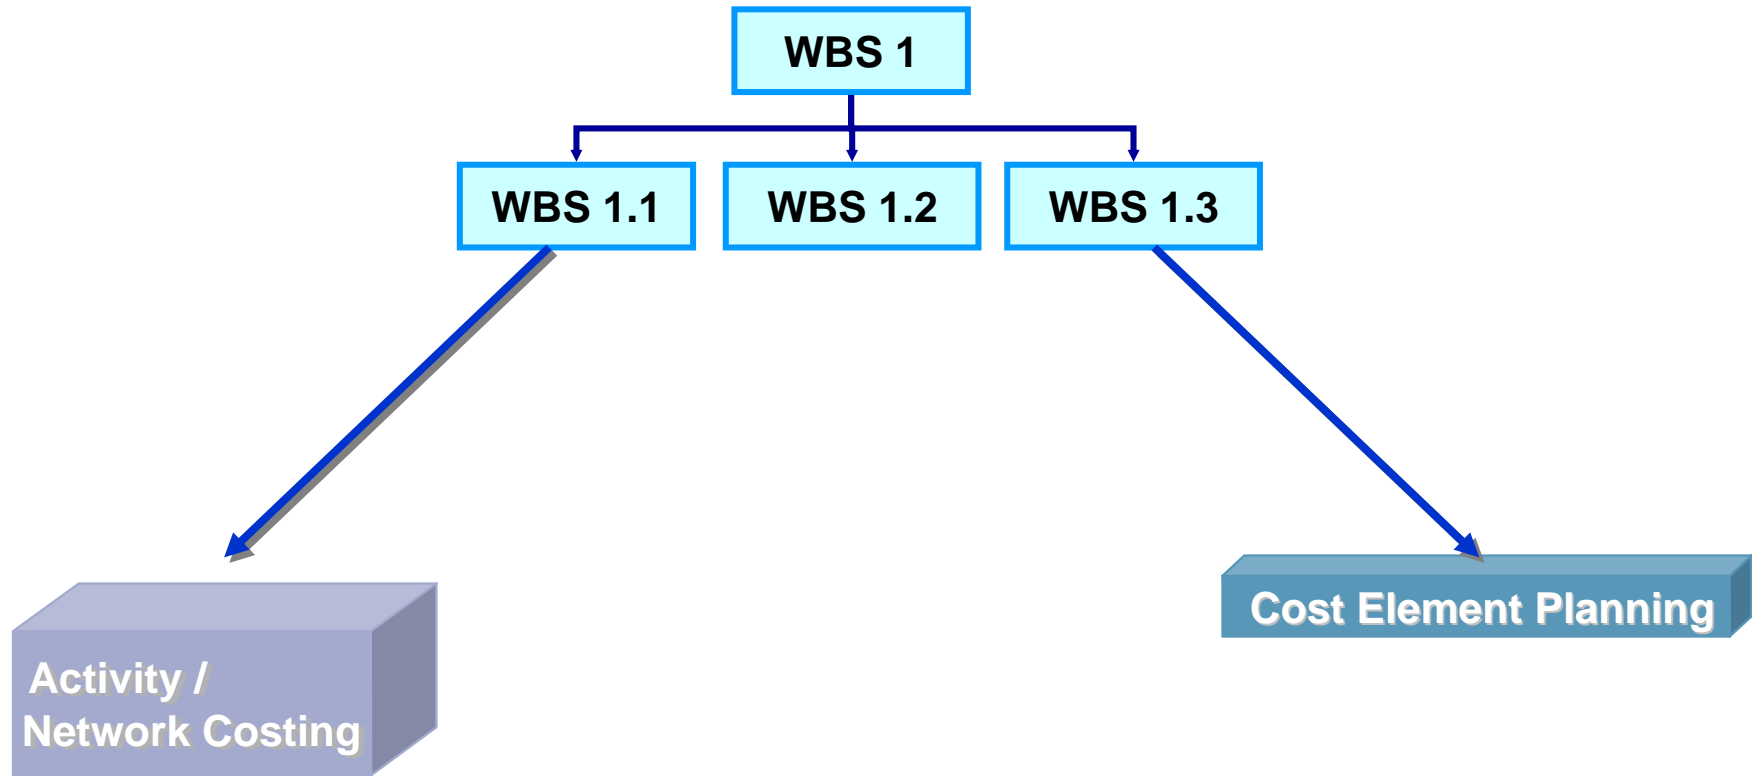 WBS 1
WBS 1.1
WBS 1.2
WBS 1.3
Cost Element Planning
Activity /
Network Costing